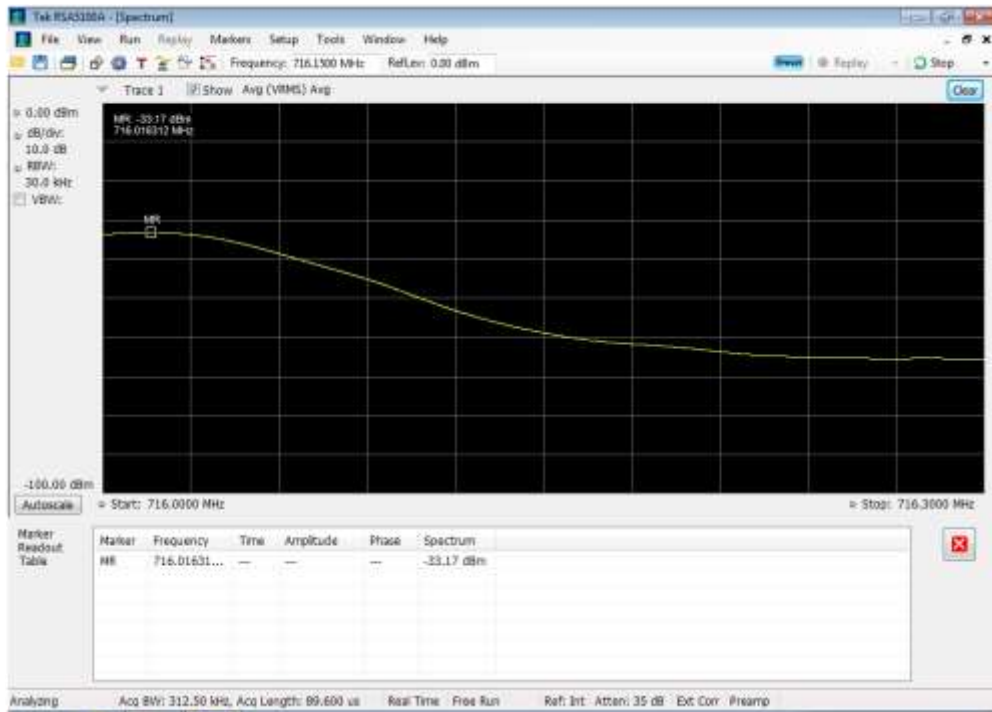 Tek RSA5100A - [Spectrum]
File View Run Replay Markers Setup Tools Window Help
Frequency: 716.1500 MHz RefLev: 0.00 dBm Preset Replay Stop
Trace 1 Show Avg (VRMS) Avg Clear
0.00 dBm
dB/div:
10.0 dB
RBW:
30.0 kHz
VBW:
MR: -33.17 dBm
716.016312 MHz
MR
-100.00 dBm
Autoscale Start: 716.0000 MHz Stop: 716.3000 MHz
Marker
Readout
Table
Marker Frequency Time Amplitude Phase Spectrum
MR 716.01631... --- --- --- -33.17 dBm
Analyzing Acq BW: 312.50 kHz, Acq Length: 89.600 us Real Time Free Run Ref: Int Atten: 35 dB Ext Corr Preamp